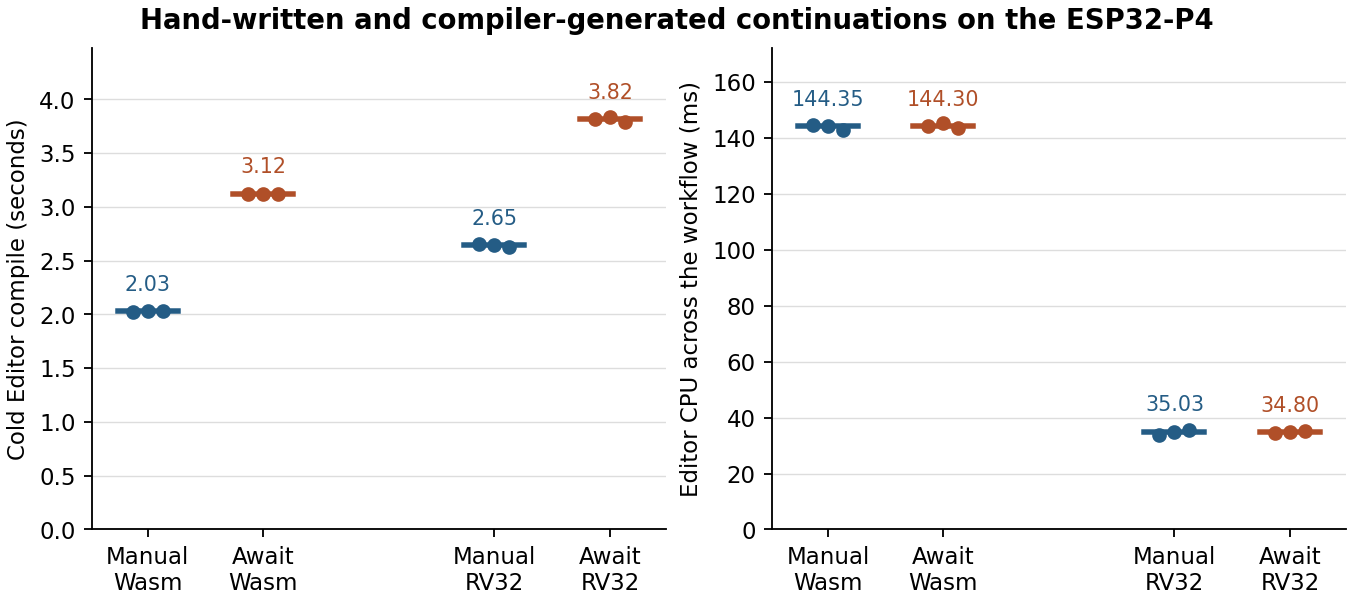 Hand-written and compiler-generated continuations on the ESP32-P4
Cold Editor compile (seconds)
4.0
3.5
3.0
2.5
2.0
1.5
1.0
0.5
0.0
2.03
3.12
2.65
3.82
Manual
Wasm
Await
Wasm
Manual
RV32
Await
RV32
Editor CPU across the workflow (ms)
160
140
120
100
80
60
40
20
0
144.35
144.30
35.03
34.80
Manual
Wasm
Await
Wasm
Manual
RV32
Await
RV32